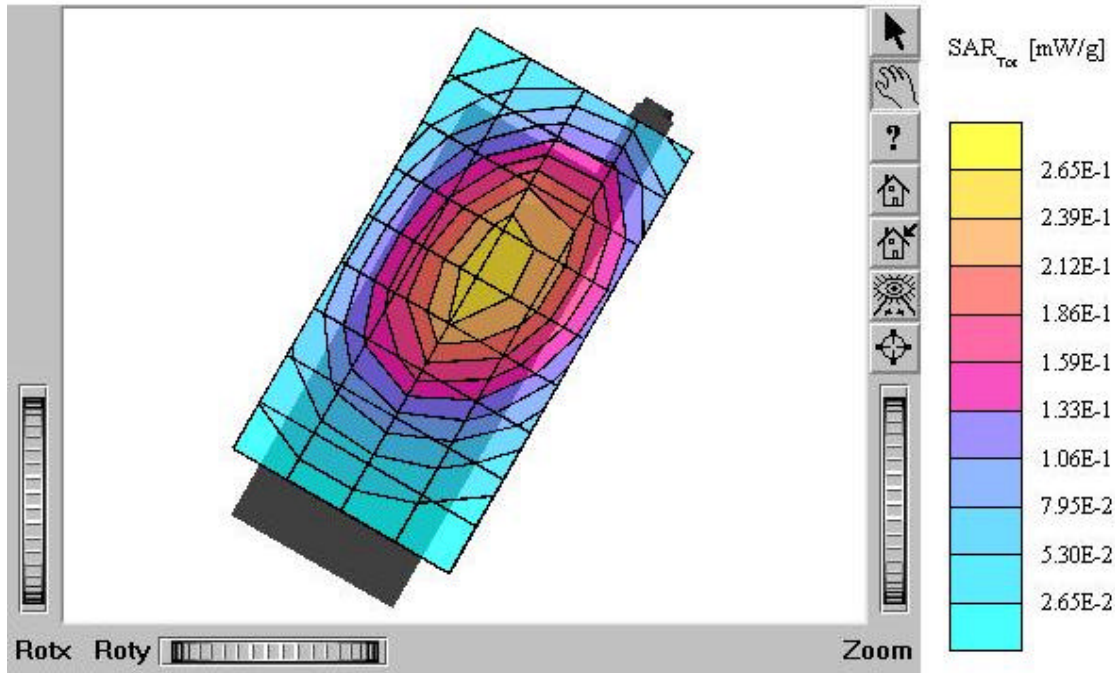 SAR_Tot [mW/g]
?
2.65E-1
2.39E-1
2.12E-1
1.86E-1
1.59E-1
1.33E-1
1.06E-1
7.95E-2
5.30E-2
2.65E-2
Rotx Roty Zoom